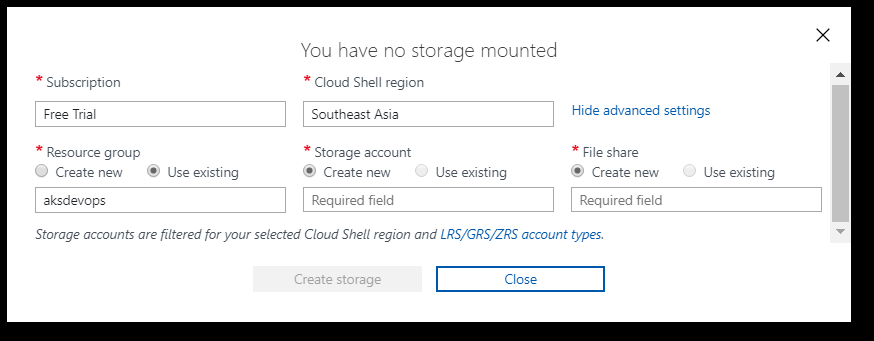 You have no storage mounted
* Subscription
* Cloud Shell region
Free Trial
Southeast Asia
Hide advanced settings
* Resource group
* Storage account
* File share
Create new
Use existing
Create new
Use existing
Create new
Use existing
aksdevops
Required field
Required field
Storage accounts are filtered for your selected Cloud Shell region and LRS/GRS/ZRS account types.
Create storage
Close